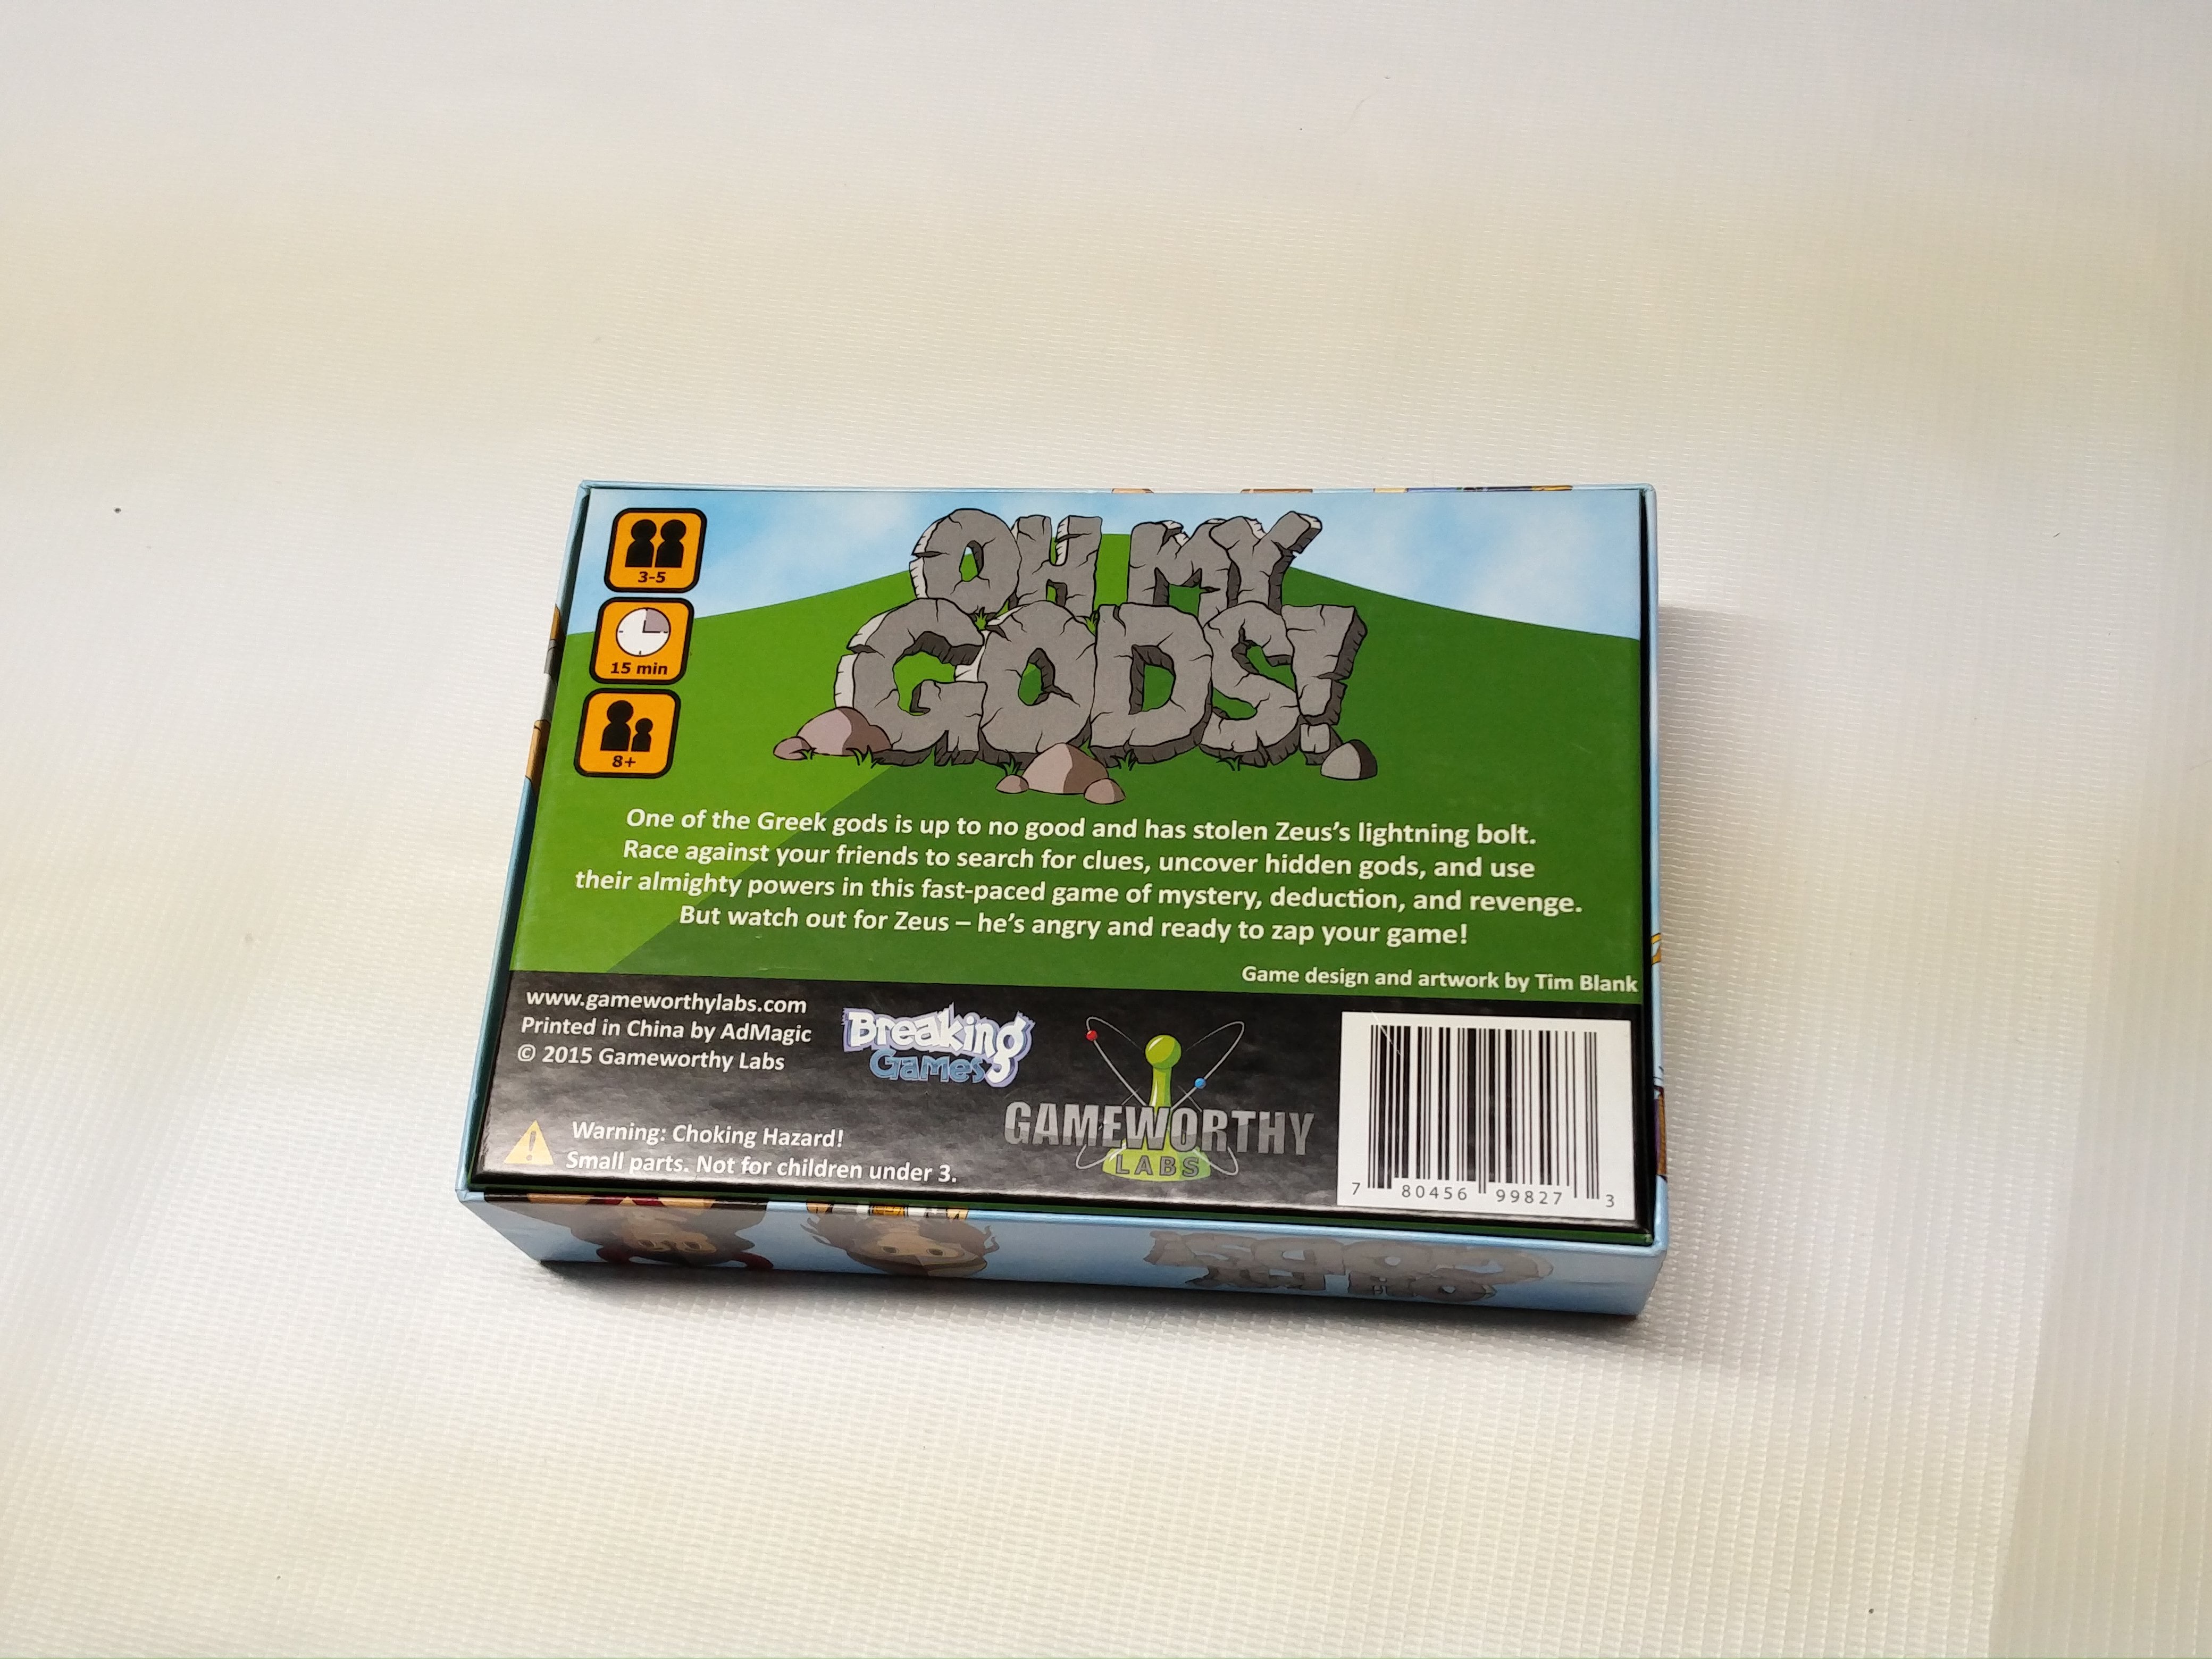 3-5
15 min
8+
OH MY
GODS!
One of the Greek gods is up to no good and has stolen Zeus's lightning bolt.
Race against your friends to search for clues, uncover hidden gods, and use
their almighty powers in this fast-paced game of mystery, deduction, and revenge.
But watch out for Zeus – he's angry and ready to zap your game!
Game design and artwork by Tim Blank
www.gameworthylabs.com
Printed in China by AdMagic
© 2015 Gameworthy Labs
Breaking
Games
GAMEWORTHY
LABS
Warning: Choking Hazard!
Small parts. Not for children under 3.
7 80456 99827 3
OH MY
GODS!